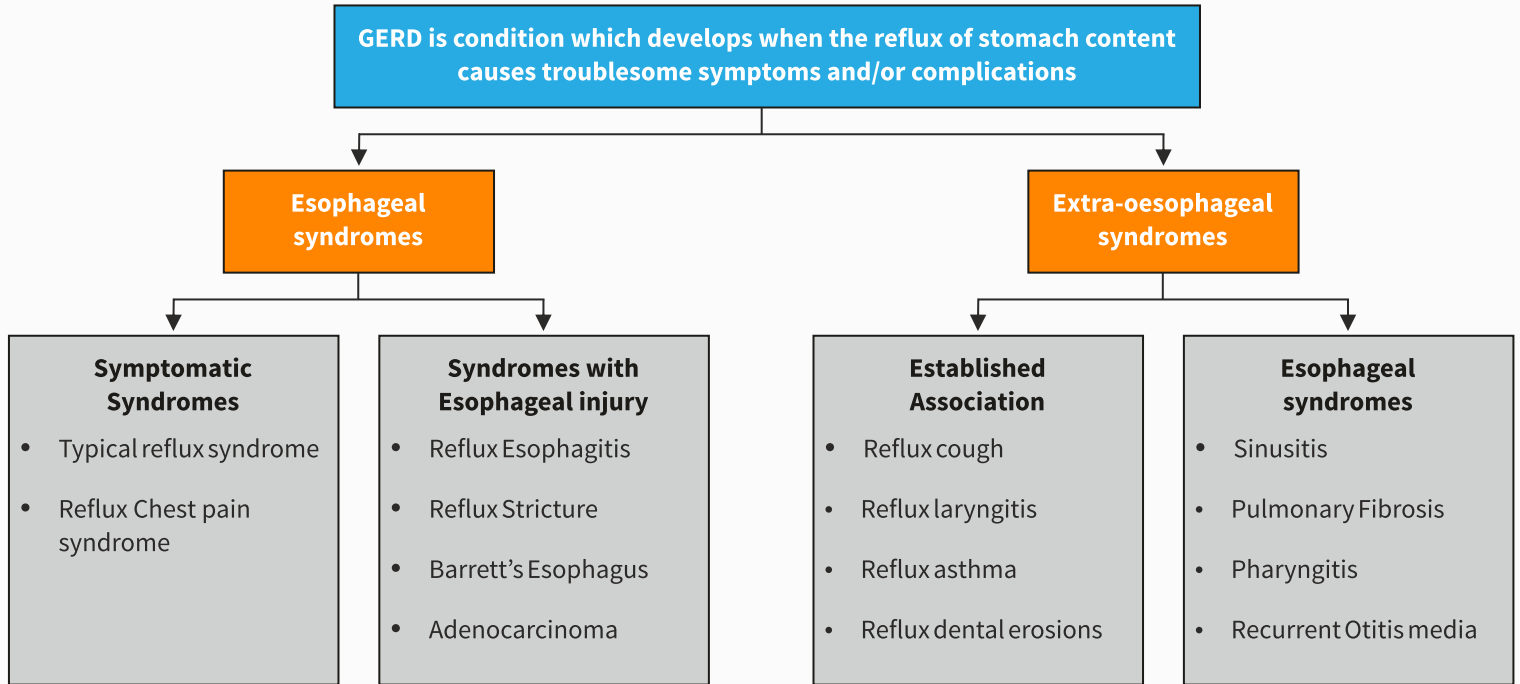 GERD is condition which develops when the reflux of stomach content
causes troublesome symptoms and/or complications
Esophageal
syndromes
Extra-oesophageal
syndromes
Symptomatic
Syndromes
• Typical reflux syndrome
• Reflux Chest pain
syndrome
Syndromes with
Esophageal injury
• Reflux Esophagitis
• Reflux Stricture
• Barrett’s Esophagus
• Adenocarcinoma
Established
Association
• Reflux cough
• Reflux laryngitis
• Reflux asthma
• Reflux dental erosions
Esophageal
syndromes
• Sinusitis
• Pulmonary Fibrosis
• Pharyngitis
• Recurrent Otitis media